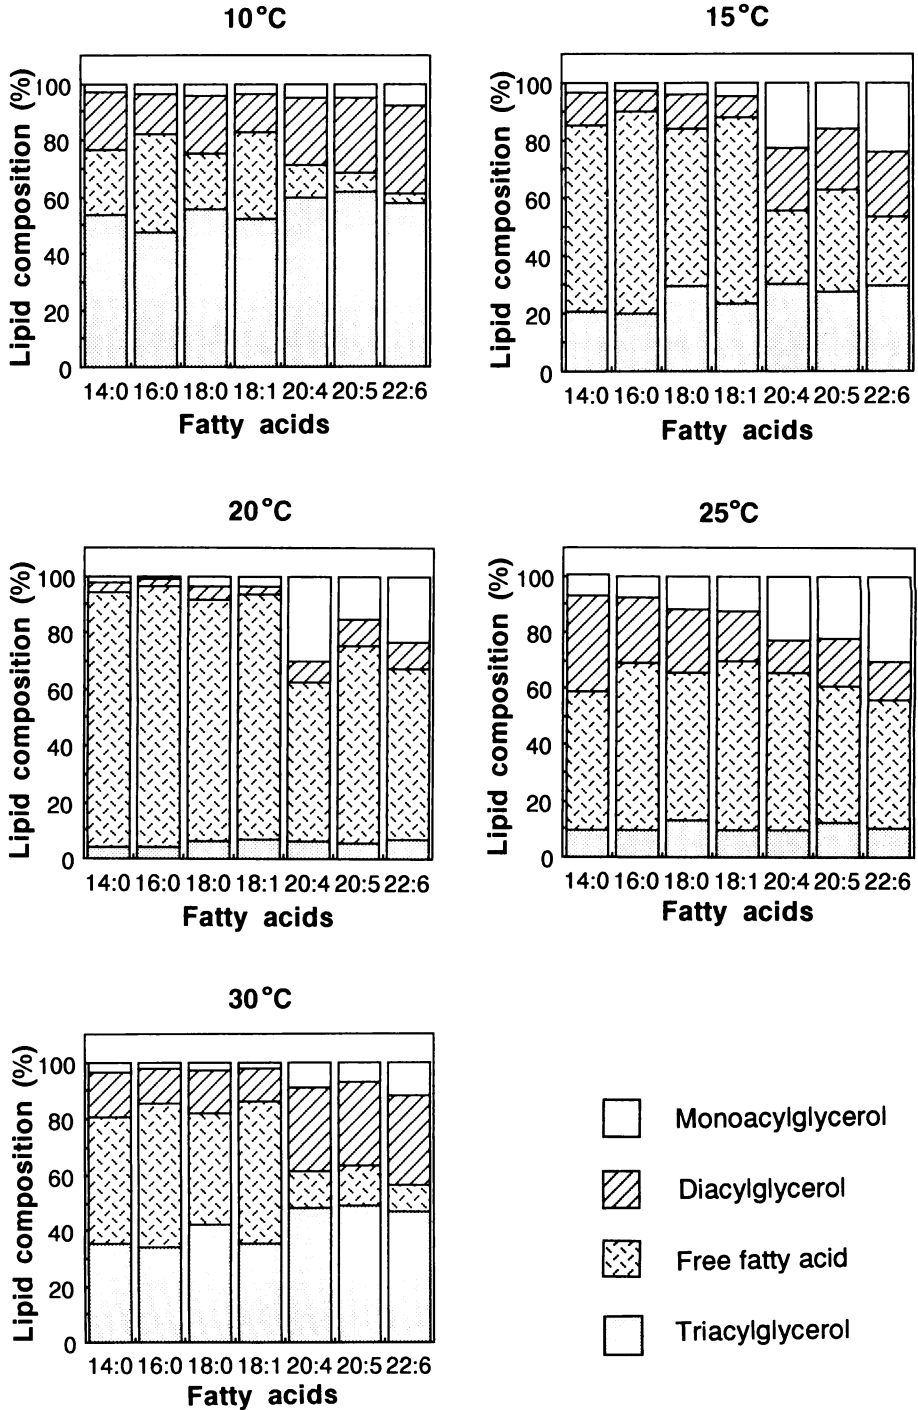 10°C
Lipid composition (%)
100
80
60
40
20
0
14:0 16:0 18:0 18:1 20:4 20:5 22:6
Fatty acids
15°C
Lipid composition (%)
100
80
60
40
20
0
14:0 16:0 18:0 18:1 20:4 20:5 22:6
Fatty acids
20°C
Lipid composition (%)
100
80
60
40
20
0
14:0 16:0 18:0 18:1 20:4 20:5 22:6
Fatty acids
25°C
Lipid composition (%)
100
80
60
40
20
0
14:0 16:0 18:0 18:1 20:4 20:5 22:6
Fatty acids
30°C
Lipid composition (%)
100
80
60
40
20
0
14:0 16:0 18:0 18:1 20:4 20:5 22:6
Fatty acids
Monoacylglycerol
Diacylglycerol
Free fatty acid
Triacylglycerol